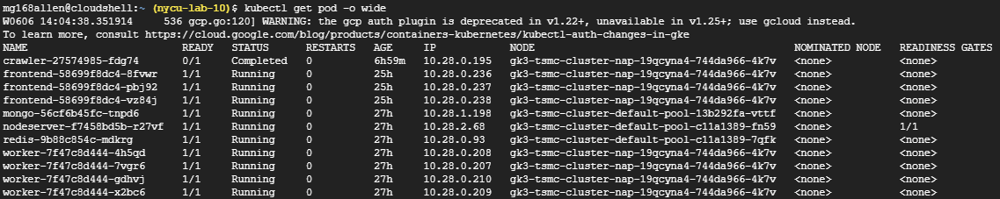 mg168allen@cloudshell:~ (nycu-lab-10)$ kubectl get pod -o wide
W0606 14:04:38.351914     536 gcp.go:120] WARNING: the gcp auth plugin is deprecated in v1.22+, unavailable in v1.25+; use gcloud instead.
To learn more, consult https://cloud.google.com/blog/products/containers-kubernetes/kubectl-auth-changes-in-gke
NAME                         READY   STATUS      RESTARTS   AGE     IP            NODE                                         NOMINATED NODE   READINESS GATES
crawler-27574985-fdg74       0/1     Completed   0          6h59m   10.28.0.195   gk3-tsmc-cluster-nap-19qcyna4-744da966-4k7v   <none>           <none>
frontend-58699f8dc4-8fvwr    1/1     Running     0          25h     10.28.0.236   gk3-tsmc-cluster-nap-19qcyna4-744da966-4k7v   <none>           <none>
frontend-58699f8dc4-pbj92    1/1     Running     0          25h     10.28.0.237   gk3-tsmc-cluster-nap-19qcyna4-744da966-4k7v   <none>           <none>
frontend-58699f8dc4-vz84j    1/1     Running     0          25h     10.28.0.238   gk3-tsmc-cluster-nap-19qcyna4-744da966-4k7v   <none>           <none>
mongo-56cf6b45fc-tnpd6       1/1     Running     0          27h     10.28.1.198   gk3-tsmc-cluster-default-pool-13b292fa-vttf   <none>           <none>
nodeserver-f7458bd5b-r27vf   1/1     Running     0          27h     10.28.2.68    gk3-tsmc-cluster-default-pool-c11a1389-fn59   <none>           1/1
redis-9b88c854c-mdkrg        1/1     Running     0          27h     10.28.0.93    gk3-tsmc-cluster-default-pool-c11a1389-7qfk   <none>           <none>
worker-7f47c8d444-4h5qd      1/1     Running     0          27h     10.28.0.208   gk3-tsmc-cluster-nap-19qcyna4-744da966-4k7v   <none>           <none>
worker-7f47c8d444-7vgr6      1/1     Running     0          27h     10.28.0.207   gk3-tsmc-cluster-nap-19qcyna4-744da966-4k7v   <none>           <none>
worker-7f47c8d444-gdhvj      1/1     Running     0          27h     10.28.0.210   gk3-tsmc-cluster-nap-19qcyna4-744da966-4k7v   <none>           <none>
worker-7f47c8d444-x2bc6      1/1     Running     0          27h     10.28.0.209   gk3-tsmc-cluster-nap-19qcyna4-744da966-4k7v   <none>           <none>